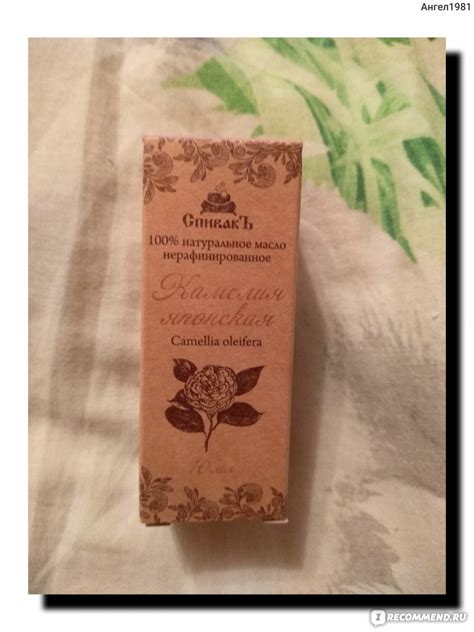 Ангел1981
СпивакЪ
100% натуральное масло
нерафинированное
Камелия
японская
Camellia oleifera
10 мл
I RECOMMEND.RU